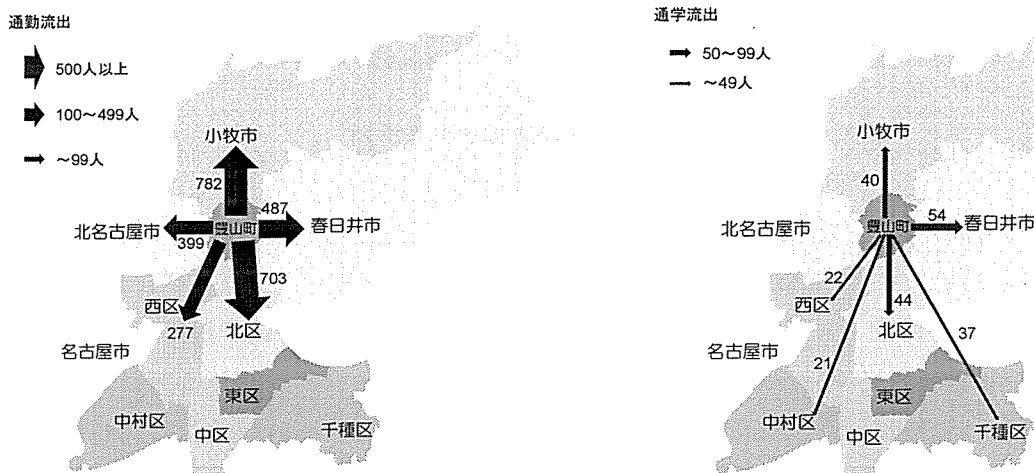 通勤流出
500人以上
100～499人
～99人
小牧市
782
487
北名古屋市
豊山町
春日井市
399
703
西区
277
北区
名古屋市
東区
中村区
中区
千種区
通学流出
50～99人
～49人
小牧市
40
54
北名古屋市
豊山町
春日井市
22
西区
44
北区
37
名古屋市
21
東区
中村区
中区
千種区